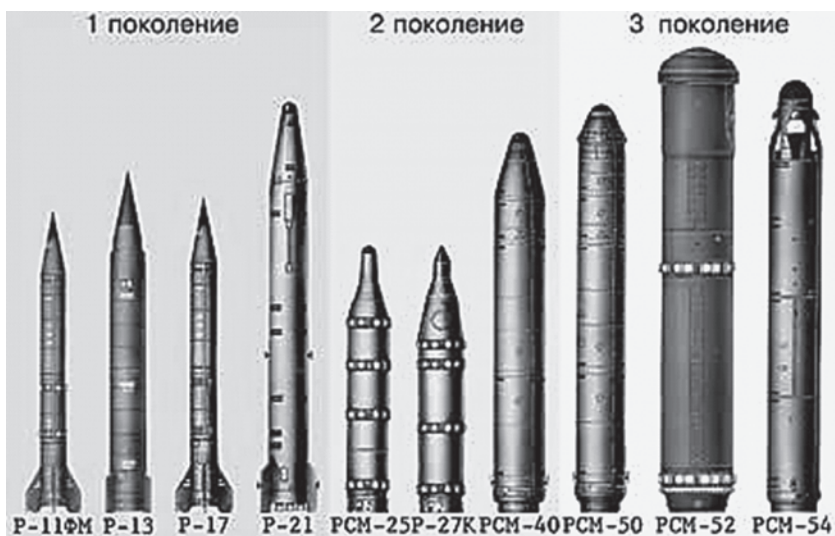 1 поколение 2 поколение 3 поколение
Р-11ФМ Р-13 Р-17 Р-21 РСМ-25 Р-27К РСМ-40 РСМ-50 РСМ-52 РСМ-54